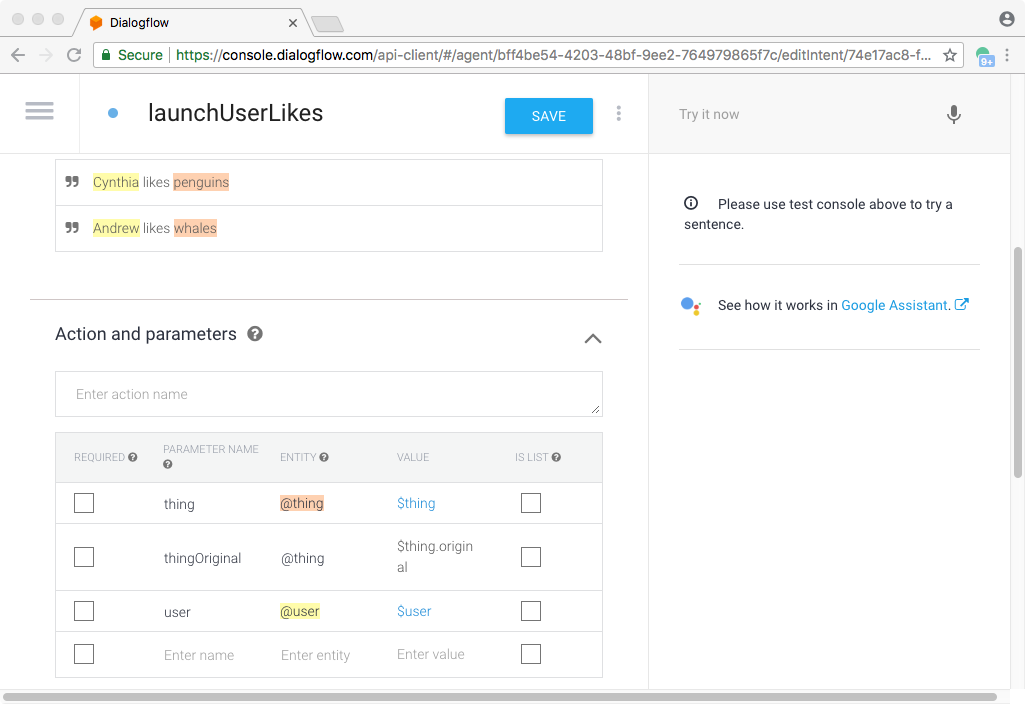 Dialogflow
Secure https://console.dialogflow.com/api-client/#/agent/bff4be54-4203-48bf-9ee2-764979865f7c/editIntent/74e17ac8-f...
9+
launchUserLikes
SAVE
Try it now
Cynthia likes penguins
Andrew likes whales
Please use test console above to try a
sentence.
See how it works in Google Assistant.
Action and parameters ?
Enter action name
REQUIRED ? PARAMETER NAME ? ENTITY ? VALUE IS LIST ?
thing @thing $thing
thingOriginal @thing $thing.origin
al
user @user $user
Enter name Enter entity Enter value